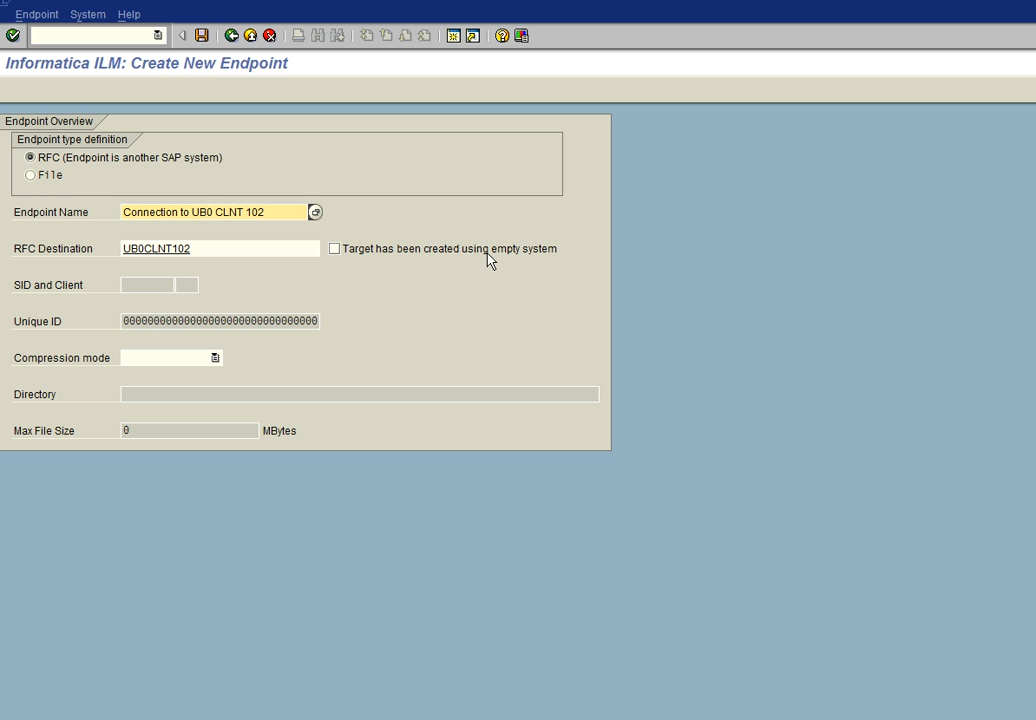 Endpoint System Help
Informatica ILM: Create New Endpoint
Endpoint Overview
Endpoint type definition
RFC (Endpoint is another SAP system)
File
Endpoint Name Connection to UB0 CLNT 102
RFC Destination UB0CLNT102 Target has been created using empty system
SID and Client
Unique ID 00000000000000000000000000000000
Compression mode
Directory
Max File Size 0 MBytes